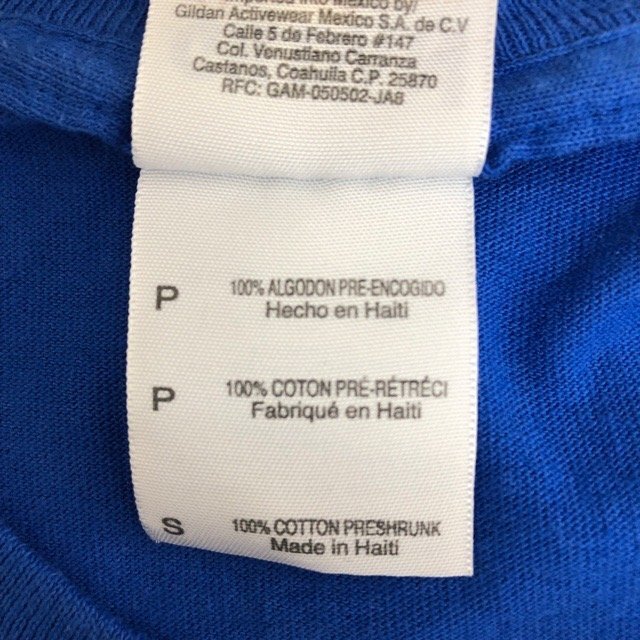 Gildan Activewear Mexico S.A. de C.V
Calle 5 de Febrero #147
Col. Venustiano Carranza
Castanos, Coahuila C.P. 25870
RFC: GAM-050502-JA8
P 100% ALGODON PRE-ENCOGIDO
Hecho en Haiti
P 100% COTON PRÉ-RÉTRÉCI
Fabriqué en Haïti
S 100% COTTON PRESHRUNK
Made in Haiti